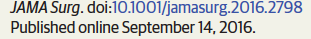 JAMA Surg. doi:10.1001/jamasurg.2016.2798
Published online September 14, 2016.